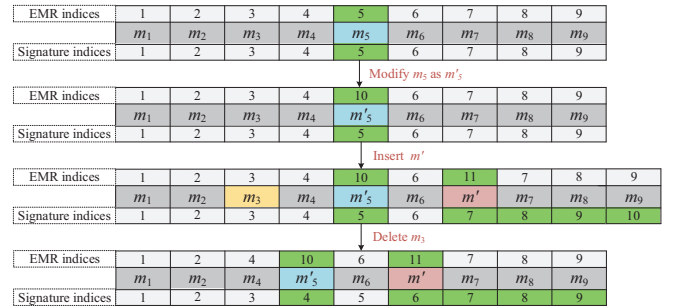 EMR indices 1 2 3 4 5 6 7 8 9
m₁ m₂ m₃ m₄ m₅ m₆ m₇ m₈ m₉
Signature indices 1 2 3 4 5 6 7 8 9
Modify m₅ as m'₅
EMR indices 1 2 3 4 10 6 7 8 9
m₁ m₂ m₃ m₄ m'₅ m₆ m₇ m₈ m₉
Signature indices 1 2 3 4 5 6 7 8 9
Insert m'
EMR indices 1 2 3 4 10 6 11 7 8 9
m₁ m₂ m₃ m₄ m'₅ m₆ m' m₇ m₈ m₉
Signature indices 1 2 3 4 5 6 7 8 9 10
Delete m₃
EMR indices 1 2 4 10 6 11 7 8 9
m₁ m₂ m₄ m'₅ m₆ m' m₇ m₈ m₉
Signature indices 1 2 3 4 5 6 7 8 9